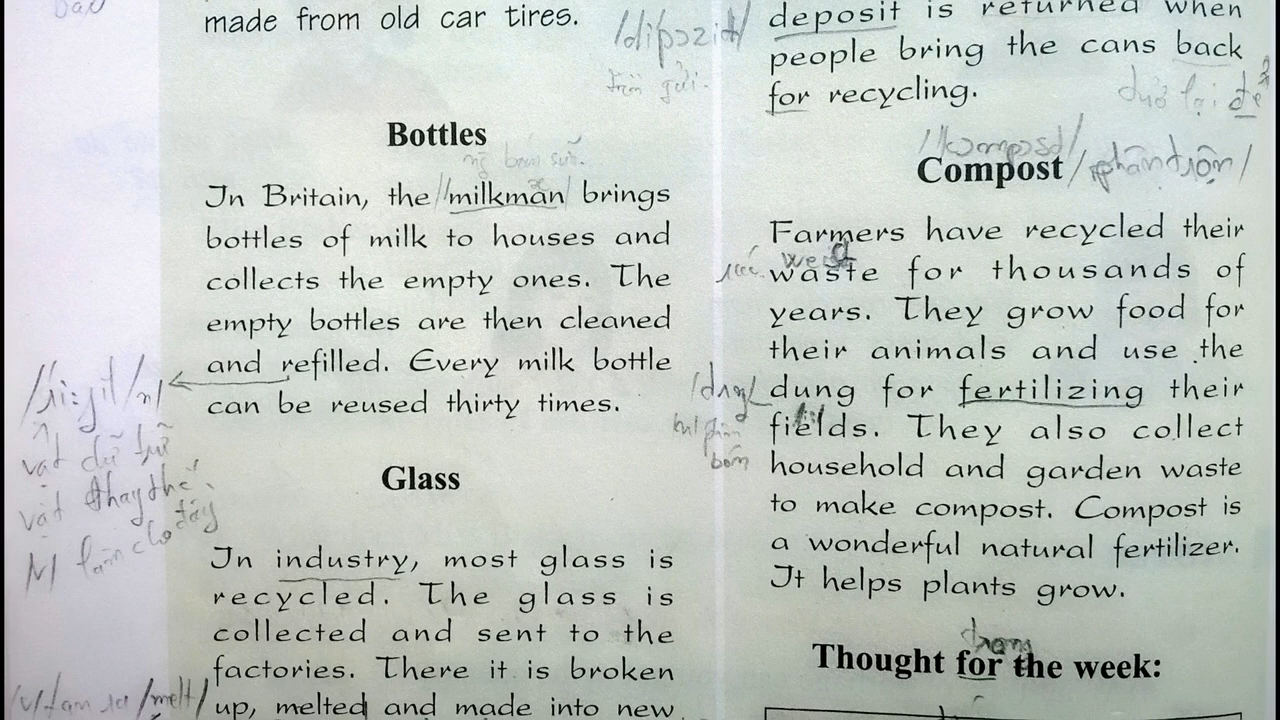 made from old car tires.
Bottles
In Britain, the milkman brings
bottles of milk to houses and
collects the empty ones. The
empty bottles are then cleaned
and refilled. Every milk bottle
can be reused thirty times.
Glass
In industry, most glass is
recycled. The glass is
collected and sent to the
factories. There it is broken
up, melted and made into new
/melt/
vật thay thế
deposit is returned when
people bring the cans back
for recycling.
Compost
Farmers have recycled their
waste for thousands of
years. They grow food for
their animals and use the
dung for fertilizing their
fields. They also collect
household and garden waste
to make compost. Compost is
a wonderful natural fertilizer.
It helps plants grow.
trong
Thought for the week: